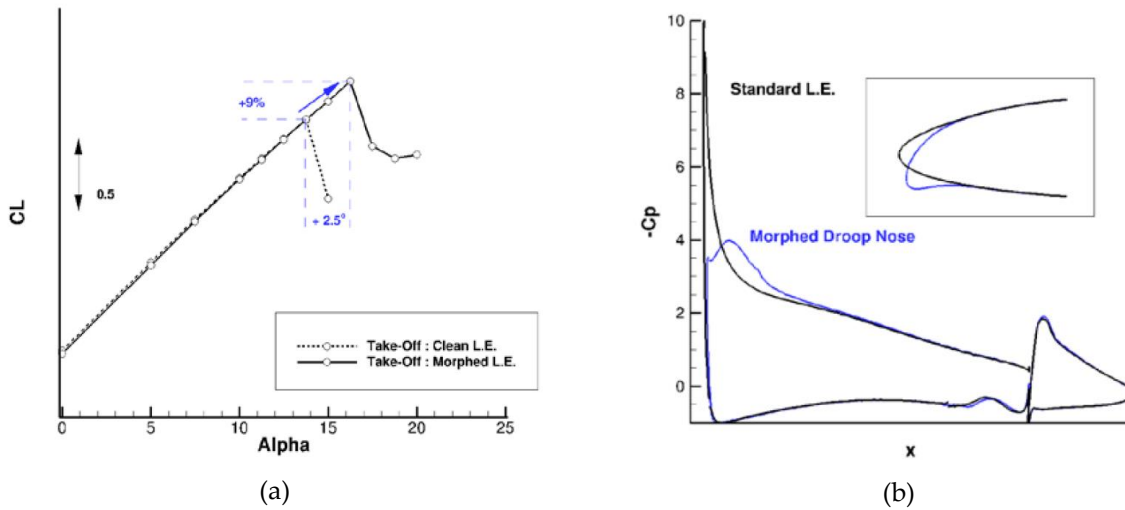 +9%
0.5
+ 2.5°
CL
Take-Off : Clean L.E.
Take-Off : Morphed L.E.
0 5 10 15 20 25
Alpha
(a)
10
8
6
4
2
0
-Cp
Standard L.E.
Morphed Droop Nose
x
(b)